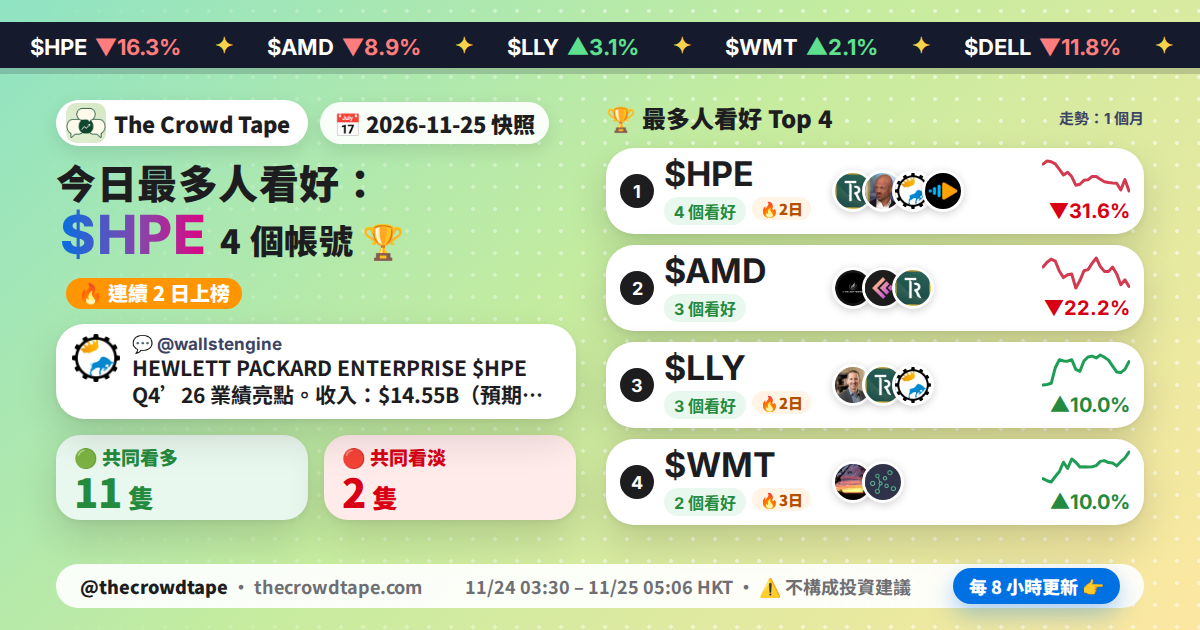 $HPE ▼16.3% ✦ $AMD ▼8.9% ✦ $LLY ▲3.1% ✦ $WMT ▲2.1% ✦ $DELL ▼11.8% ✦
The Crowd Tape
📅 2026-11-25 快照
今日最多人看好：
$HPE 4 個帳號 🏆
🔥 連續 2 日上榜
💬 @wallstengine
HEWLETT PACKARD ENTERPRISE $HPE
Q4’26 業績亮點。收入：$14.55B（預期…
🟢 共同看多
11 隻
🔴 共同看淡
2 隻
🏆 最多人看好 Top 4
走勢：1 個月
1 $HPE
4 個看好 🔥2日
▼31.6%
2 $AMD
3 個看好
▼22.2%
3 $LLY
3 個看好 🔥2日
▲10.0%
4 $WMT
2 個看好 🔥3日
▲10.0%
@thecrowdtape • thecrowdtape.com
11/24 03:30 – 11/25 05:06 HKT • ⚠️ 不構成投資建議
每 8 小時更新 👉